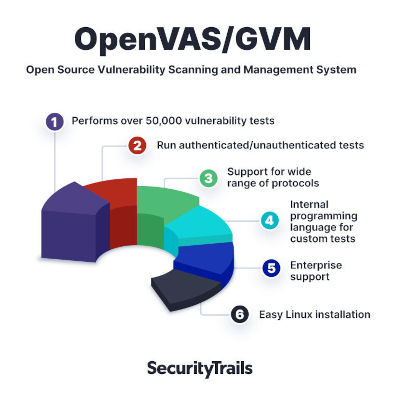 OpenVAS/GVM
Open Source Vulnerability Scanning and Management System
1 Performs over 50,000 vulnerability tests
2 Run authenticated/unauthenticated tests
3 Support for wide
range of protocols
4 Internal
programming
language for
custom tests
5 Enterprise
support
6 Easy Linux installation
SecurityTrails